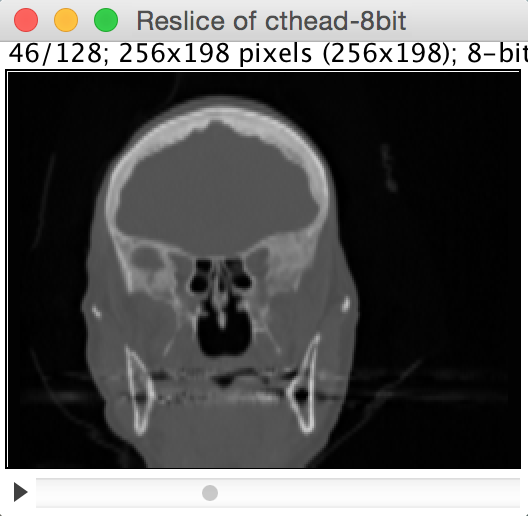 Reslice of cthead-8bit
46/128; 256x198 pixels (256x198); 8-bit